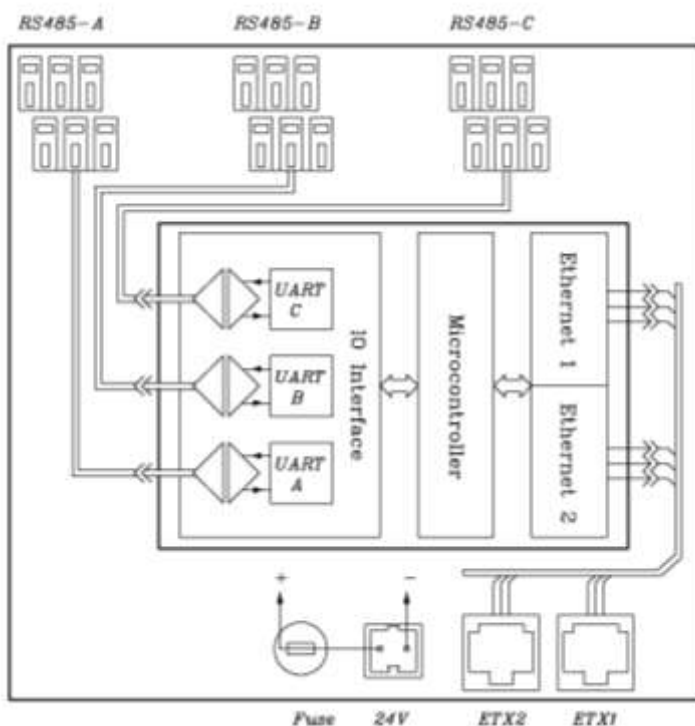 RS485-A RS485-B RS485-C
UART
C
UART
B
UART
A
IO Interface
Microcontroller
Ethernet 1
Ethernet 2
+ -
Fuse 24V ETX2 ETX1